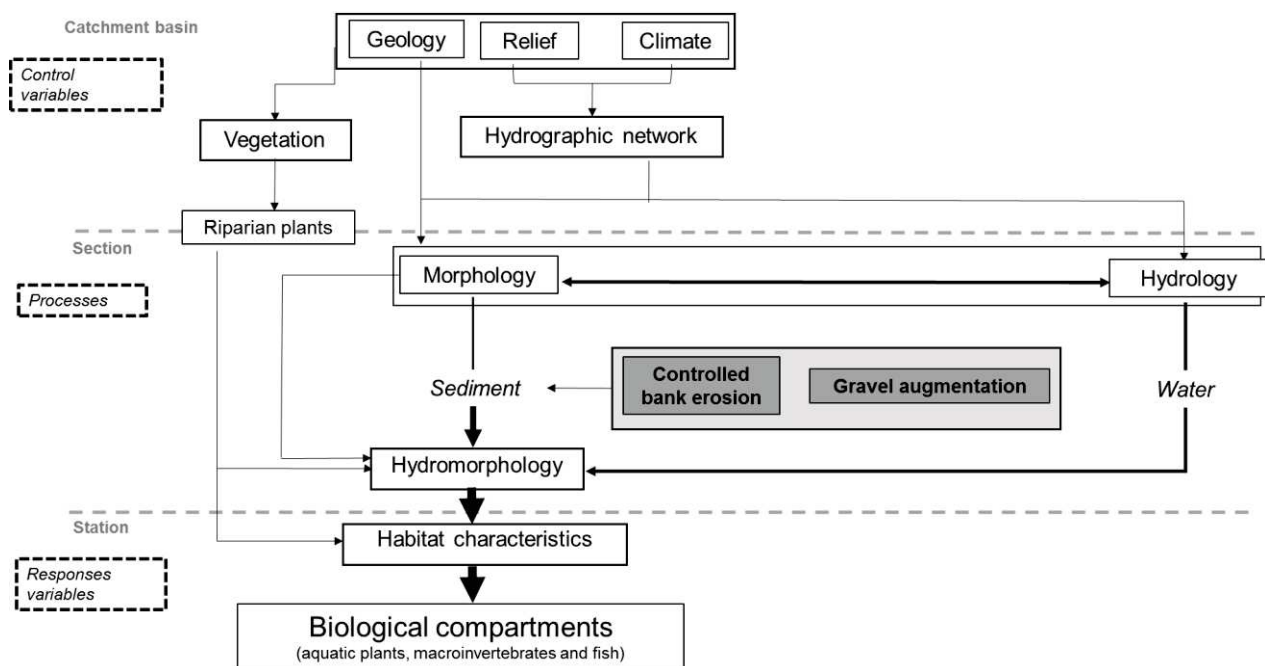 Catchment basin
Geology
Relief
Climate
Control
variables
Vegetation
Hydrographic network
Riparian plants
Section
Morphology
Hydrology
Processes
Controlled
bank erosion
Gravel augmentation
Sediment
Water
Hydromorphology
Station
Habitat characteristics
Responses
variables
Biological compartments
(aquatic plants, macroinvertebrates and fish)